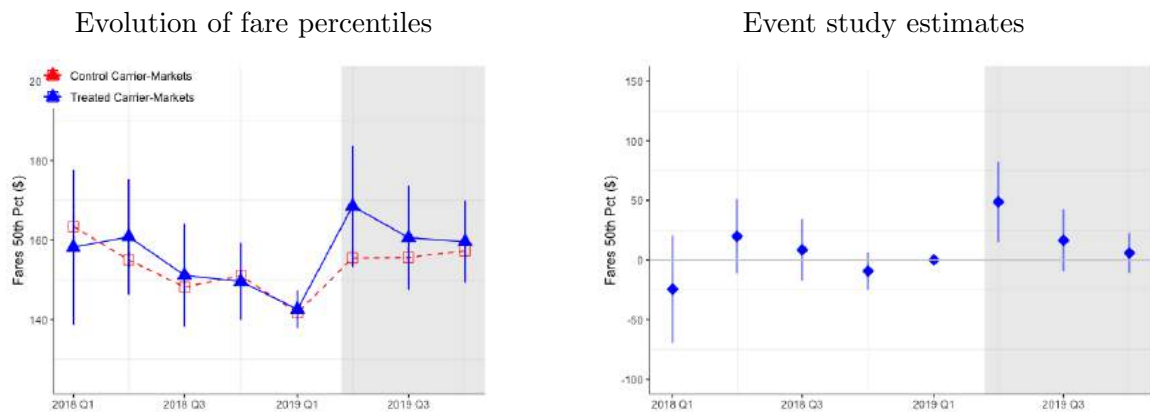 Evolution of fare percentiles
Event study estimates
Control Carrier-Markets
Treated Carrier-Markets
20
180
160
140
Fares 50th Pct ($)
2018 Q1
2018 Q3
2019 Q1
2019 Q3
150
100
50
0
-50
-100
Fares 50th Pct ($)
2018 Q1
2018 Q3
2019 Q1
2019 Q3